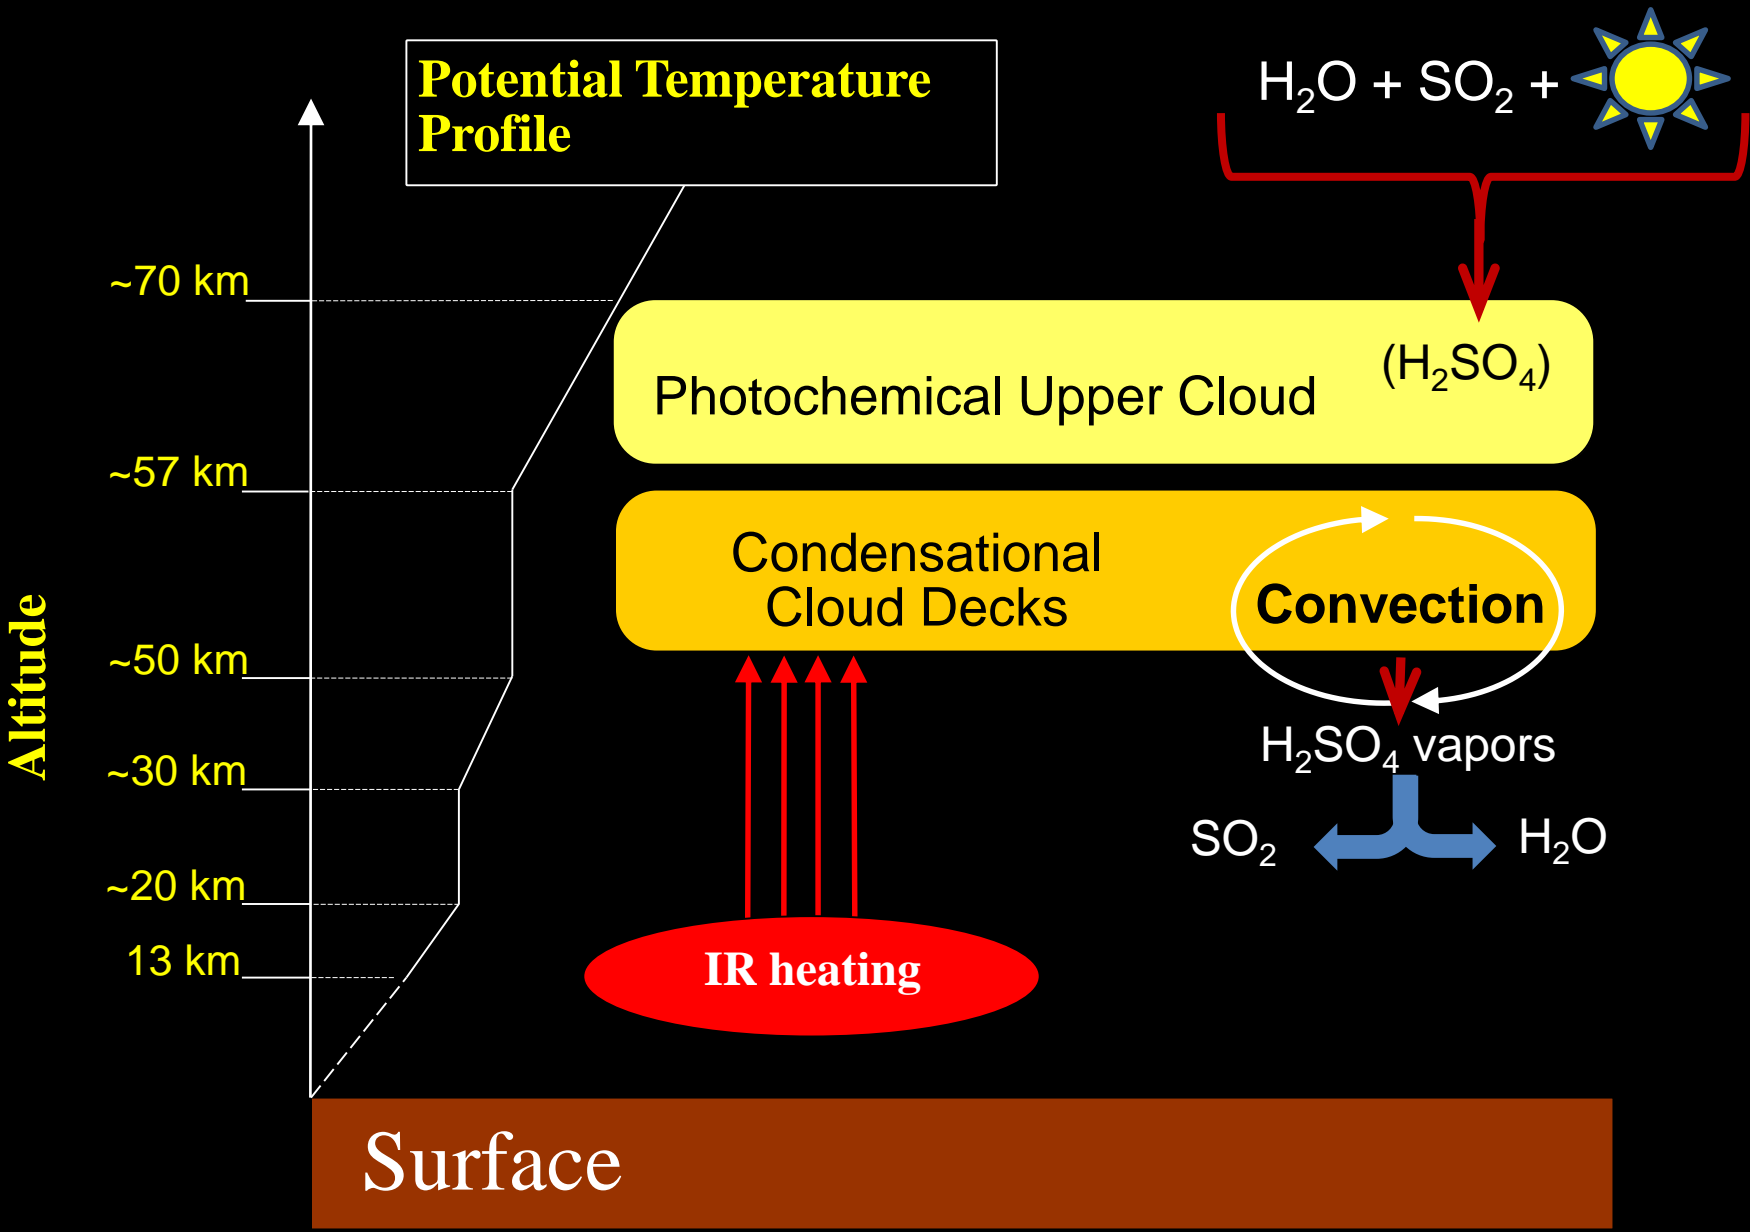 Potential Temperature
Profile
H₂O + SO₂ +
~70 km
(H₂SO₄)
Photochemical Upper Cloud
~57 km
Condensational
Cloud Decks
Convection
Altitude
~50 km
H₂SO₄ vapors
~30 km
SO₂
H₂O
~20 km
13 km
IR heating
Surface